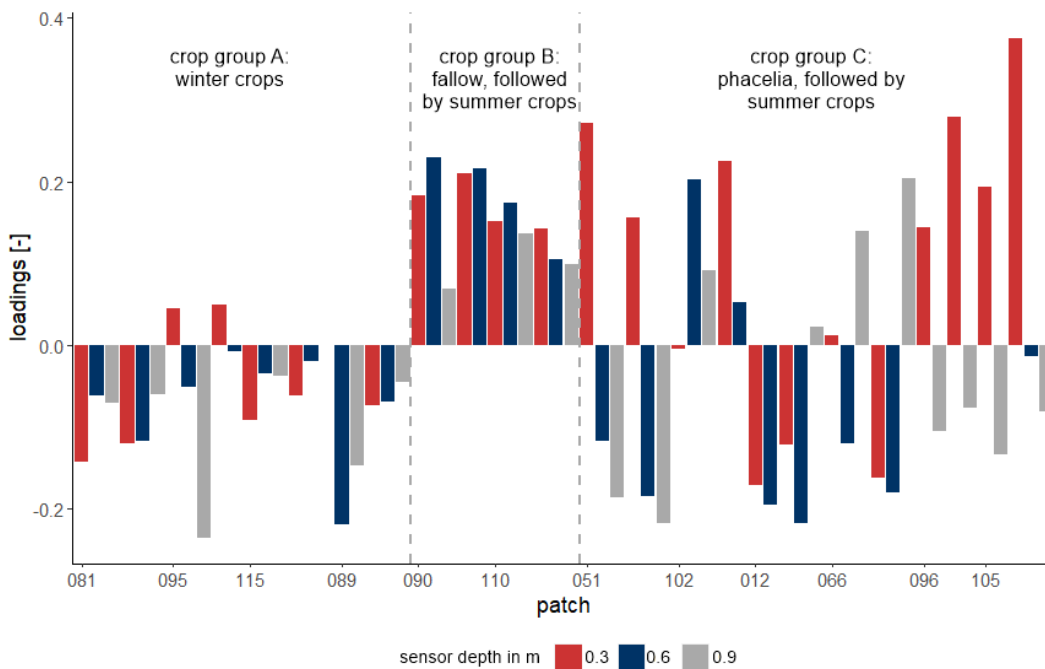 0.4
0.2
0.0
-0.2
loadings [-]
crop group A:
winter crops
crop group B:
fallow, followed
by summer crops
crop group C:
phacelia, followed by
summer crops
081 095 115 089 090 110 051 102 012 066 096 105
patch
sensor depth in m 0.3 0.6 0.9